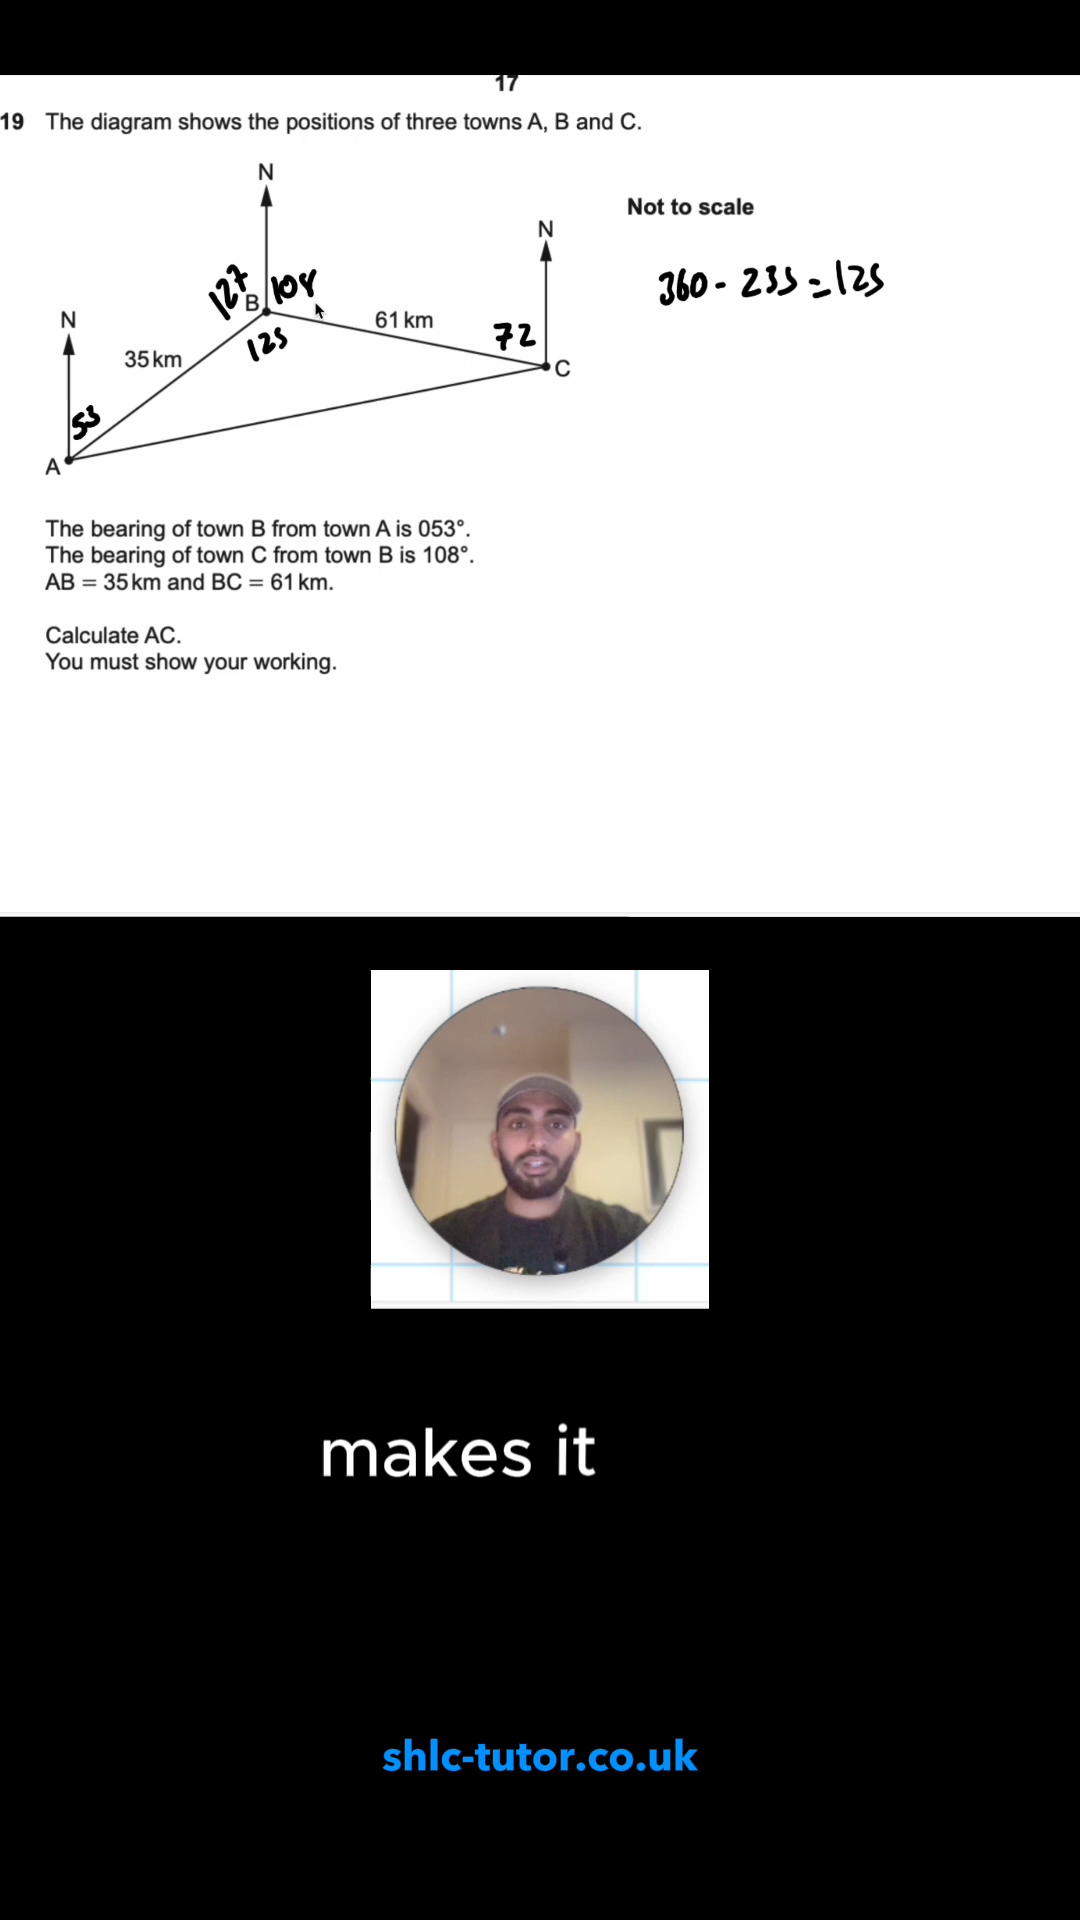 17
19 The diagram shows the positions of three towns A, B and C.
N
Not to scale
N
360 - 235 = 125
127
B
108
N
61 km
72
125
35 km
C
53
A
The bearing of town B from town A is 053°.
The bearing of town C from town B is 108°.
AB = 35 km and BC = 61 km.
Calculate AC.
You must show your working.
makes it
shlc-tutor.co.uk